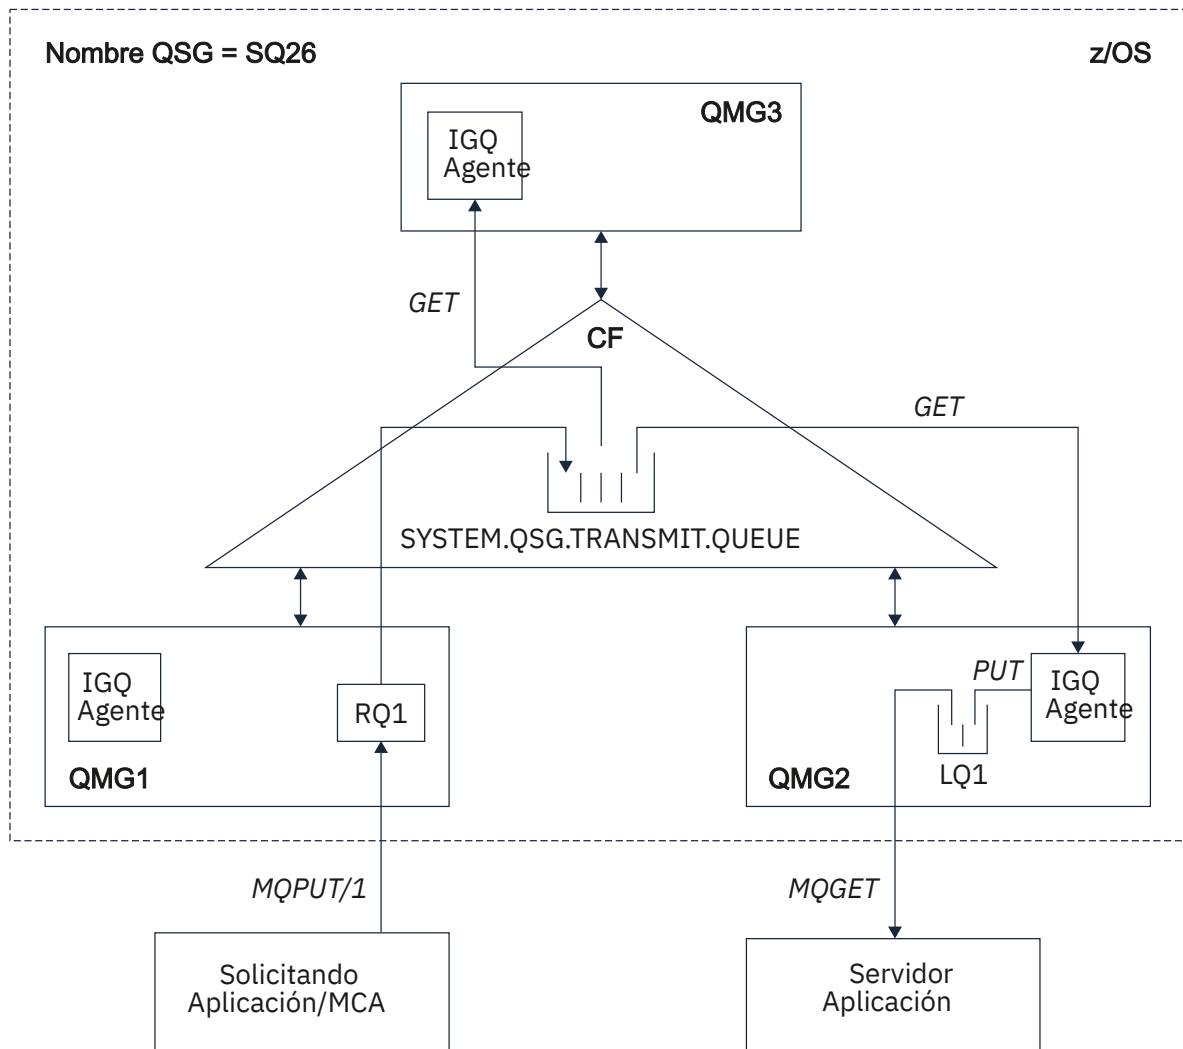 Nombre QSG = SQ26
z/OS
QMG3
IGQ
Agente
GET
CF
GET
SYSTEM.QSG.TRANSMIT.QUEUE
IGQ
Agente
RQ1
QMG1
PUT
IGQ
Agente
LQ1
QMG2
MQPUT/1
MQGET
Solicitando
Aplicación/MCA
Servidor
Aplicación